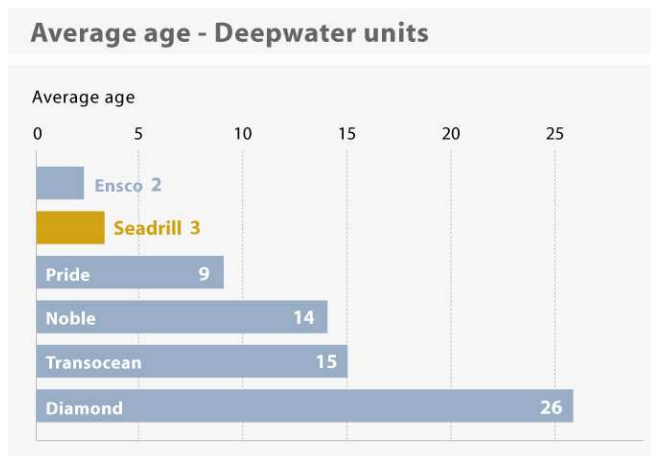 Average age - Deepwater units
Average age
0 5 10 15 20 25
Ensco 2
Seadrill 3
Pride 9
Noble 14
Transocean 15
Diamond 26